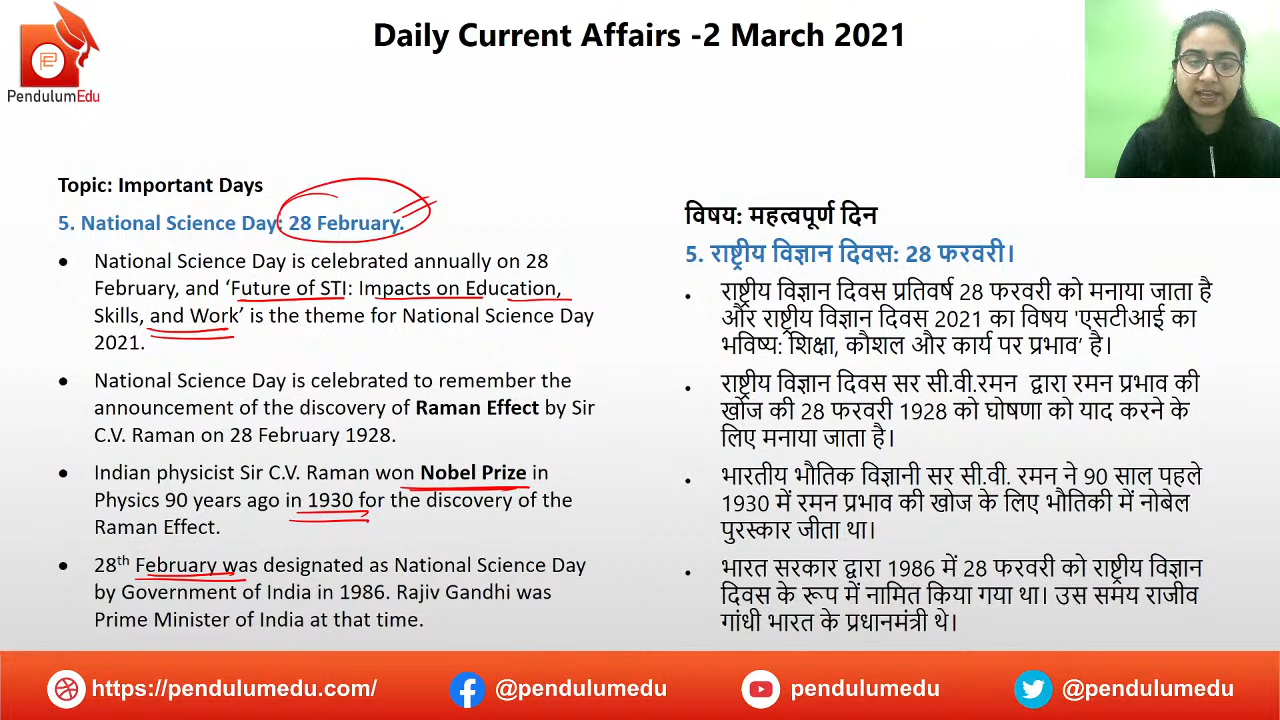 Daily Current Affairs -2 March 2021
PendulumEdu
Topic: Important Days
5. National Science Day: 28 February.
• National Science Day is celebrated annually on 28
February, and ‘Future of STI: Impacts on Education,
Skills, and Work’ is the theme for National Science Day
2021.
• National Science Day is celebrated to remember the
announcement of the discovery of Raman Effect by Sir
C.V. Raman on 28 February 1928.
• Indian physicist Sir C.V. Raman won Nobel Prize in
Physics 90 years ago in 1930 for the discovery of the
Raman Effect.
• 28th February was designated as National Science Day
by Government of India in 1986. Rajiv Gandhi was
Prime Minister of India at that time.
विषय: महत्वपूर्ण दिन
5. राष्ट्रीय विज्ञान दिवस: 28 फरवरी।
• राष्ट्रीय विज्ञान दिवस प्रतिवर्ष 28 फरवरी को मनाया जाता है
और राष्ट्रीय विज्ञान दिवस 2021 का विषय 'एसटीआई का
भविष्य: शिक्षा, कौशल और कार्य पर प्रभाव’ है।
• राष्ट्रीय विज्ञान दिवस सर सी.वी.रमन द्वारा रमन प्रभाव की
खोज की 28 फरवरी 1928 को घोषणा को याद करने के
लिए मनाया जाता है।
• भारतीय भौतिक विज्ञानी सर सी.वी. रमन ने 90 साल पहले
1930 में रमन प्रभाव की खोज के लिए भौतिकी में नोबेल
पुरस्कार जीता था।
• भारत सरकार द्वारा 1986 में 28 फरवरी को राष्ट्रीय विज्ञान
दिवस के रूप में नामित किया गया था। उस समय राजीव
गांधी भारत के प्रधानमंत्री थे।
https://pendulumedu.com/
@pendulumedu
pendulumedu
@pendulumedu